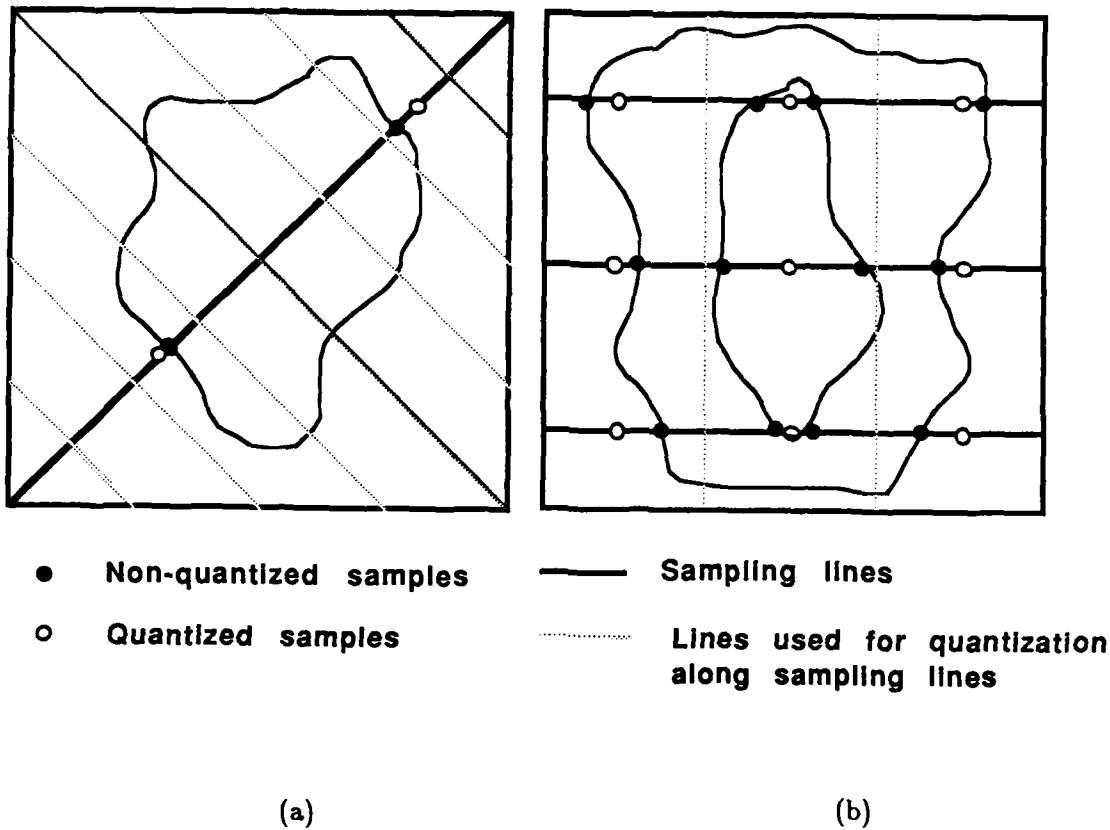 Non-quantized samples
Sampling lines
Quantized samples
Lines used for quantization
along sampling lines
(a)
(b)